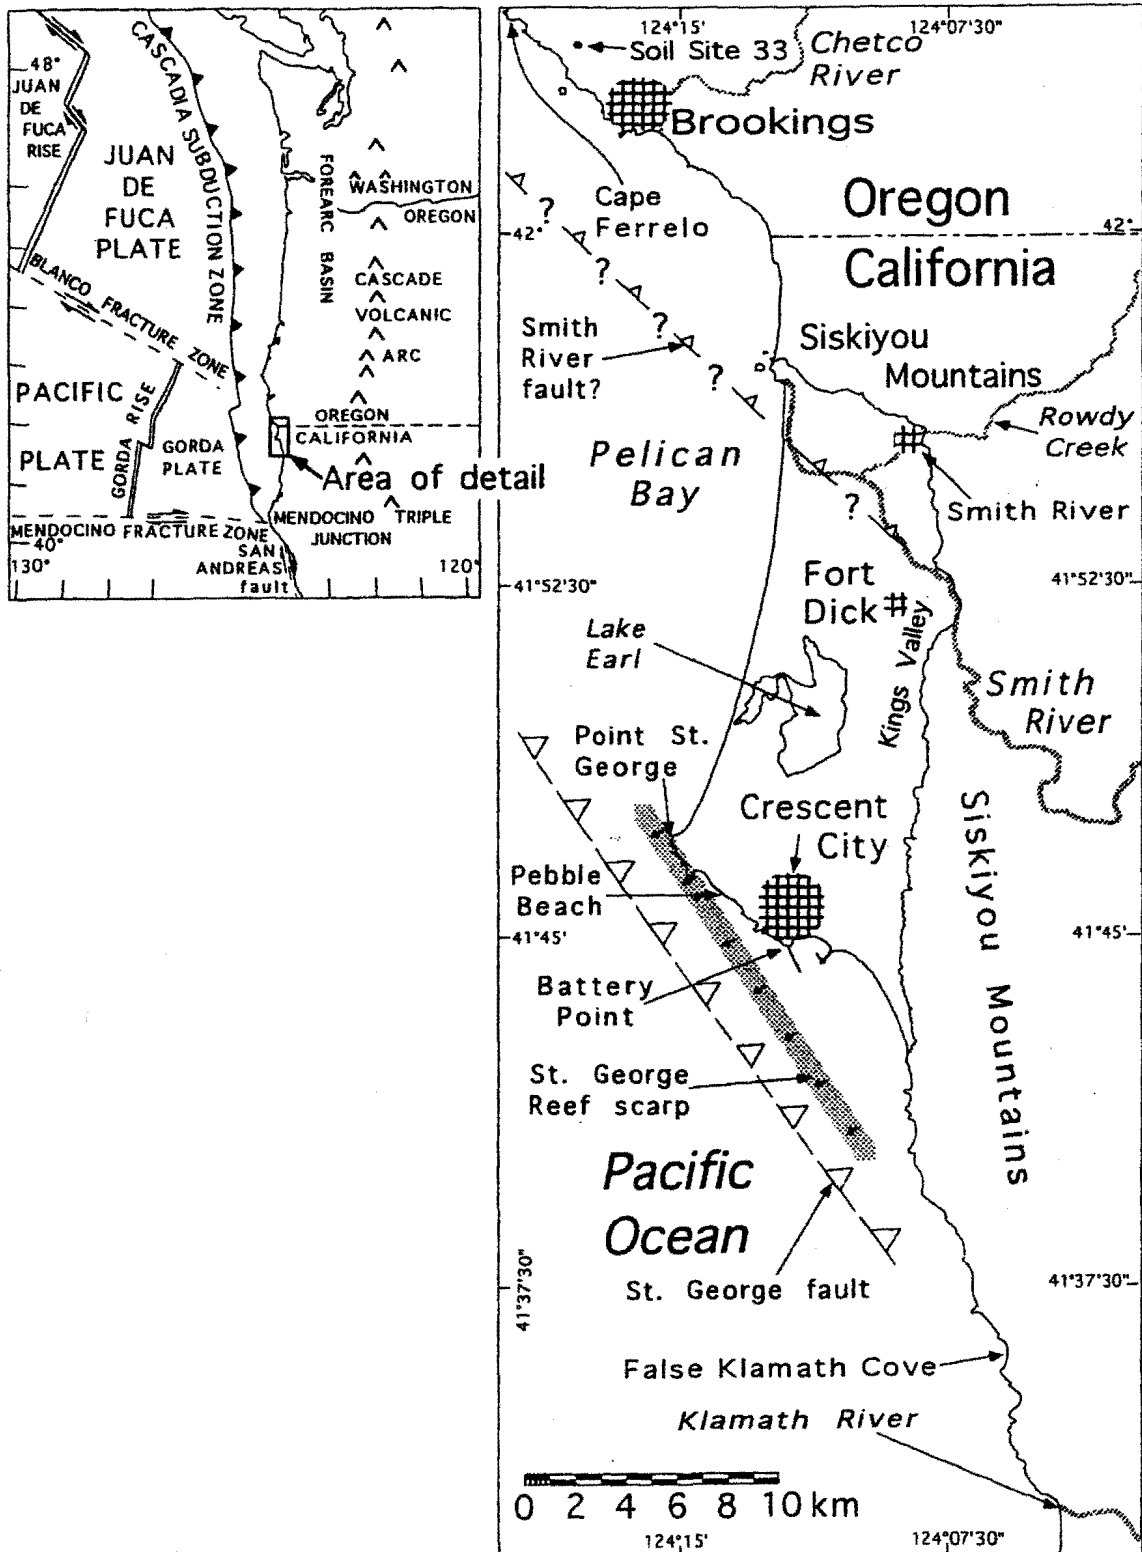 48°
JUAN
DE
FUCA
RISE
CASCADIA SUBDUCTION ZONE
JUAN
DE
FUCA
PLATE
FOREARC BASIN
WASHINGTON
OREGON
BLANCO FRACTURE ZONE
CASCADE
VOLCANIC
ARC
PACIFIC
PLATE
GORDA RISE
GORDA
PLATE
OREGON
CALIFORNIA
Area of detail
MENDOCINO TRIPLE
JUNCTION
MENDOCINO FRACTURE ZONE
40°
SAN
ANDREAS
fault
130°
120°
124°15'
124°07'30"
Soil Site 33
Chetco
River
Brookings
Cape
Ferrelo
?
?
?
?
Oregon
42°
42°
California
Smith
River
fault?
Siskiyou
Mountains
Rowdy
Creek
Pelican
Bay
Smith River
?
Fort
Dick
41°52'30"
41°52'30"
Lake
Earl
Kings Valley
Smith
River
Point St.
George
Crescent
City
Siskiyou Mountains
Pebble
Beach
41°45'
41°45'
Battery
Point
St. George
Reef scarp
Pacific
Ocean
St. George fault
41°37'30"
41°37'30"
False Klamath Cove
Klamath River
0 2 4 6 8 10 km
124°15'
124°07'30"